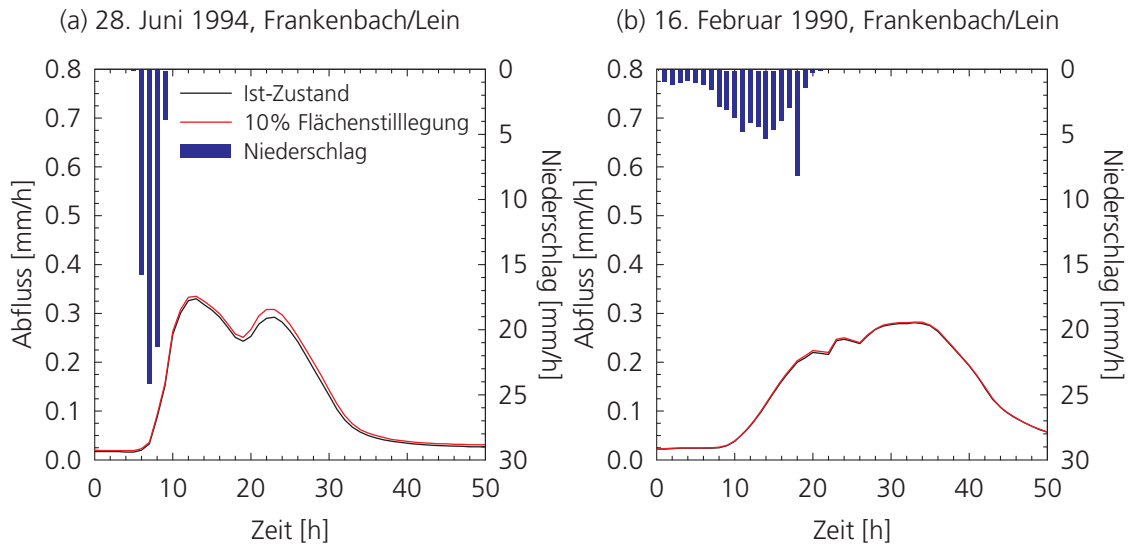 (a) 28. Juni 1994, Frankenbach/Lein
(b) 16. Februar 1990, Frankenbach/Lein
0.8
0.7
0.6
0.5
0.4
0.3
0.2
0.1
0.0
Abfluss [mm/h]
Ist-Zustand
10% Flächenstilllegung
Niederschlag
0
5
10
15
20
25
30
Niederschlag [mm/h]
0 10 20 30 40 50
Zeit [h]
0.8
0.7
0.6
0.5
0.4
0.3
0.2
0.1
0.0
Abfluss [mm/h]
0
5
10
15
20
25
30
Niederschlag [mm/h]
0 10 20 30 40 50
Zeit [h]